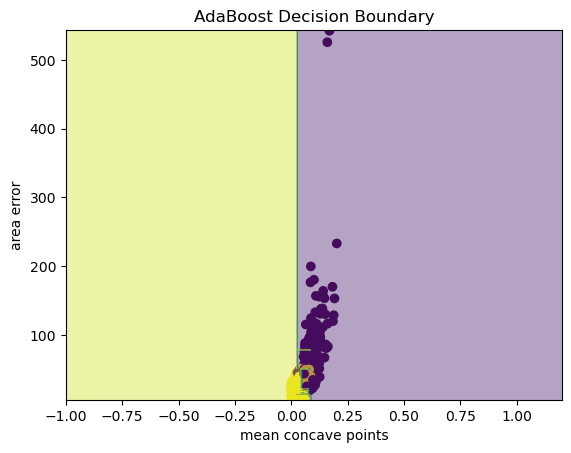 AdaBoost Decision Boundary
500
400
300
200
100
area error
-1.00 -0.75 -0.50 -0.25 0.00 0.25 0.50 0.75 1.00
mean concave points